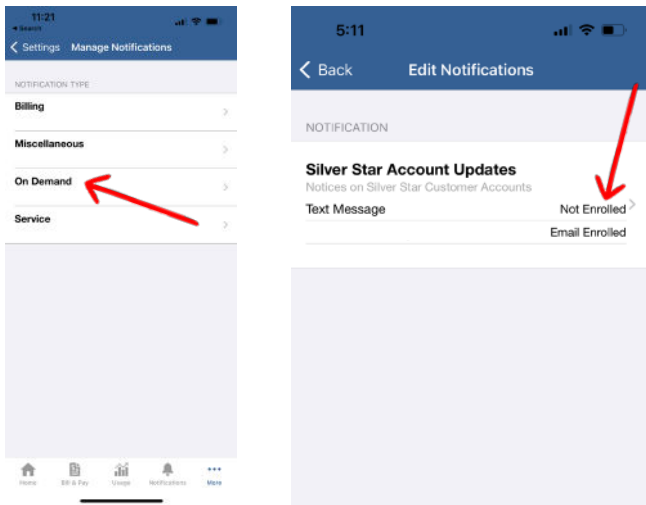 11:21
Search
Settings Manage Notifications
NOTIFICATION TYPE
Billing
Miscellaneous
On Demand
Service
Home Bill & Pay Usage Notifications More
5:11
Back Edit Notifications
NOTIFICATION
Silver Star Account Updates
Notices on Silver Star Customer Accounts
Text Message Not Enrolled
Email Enrolled